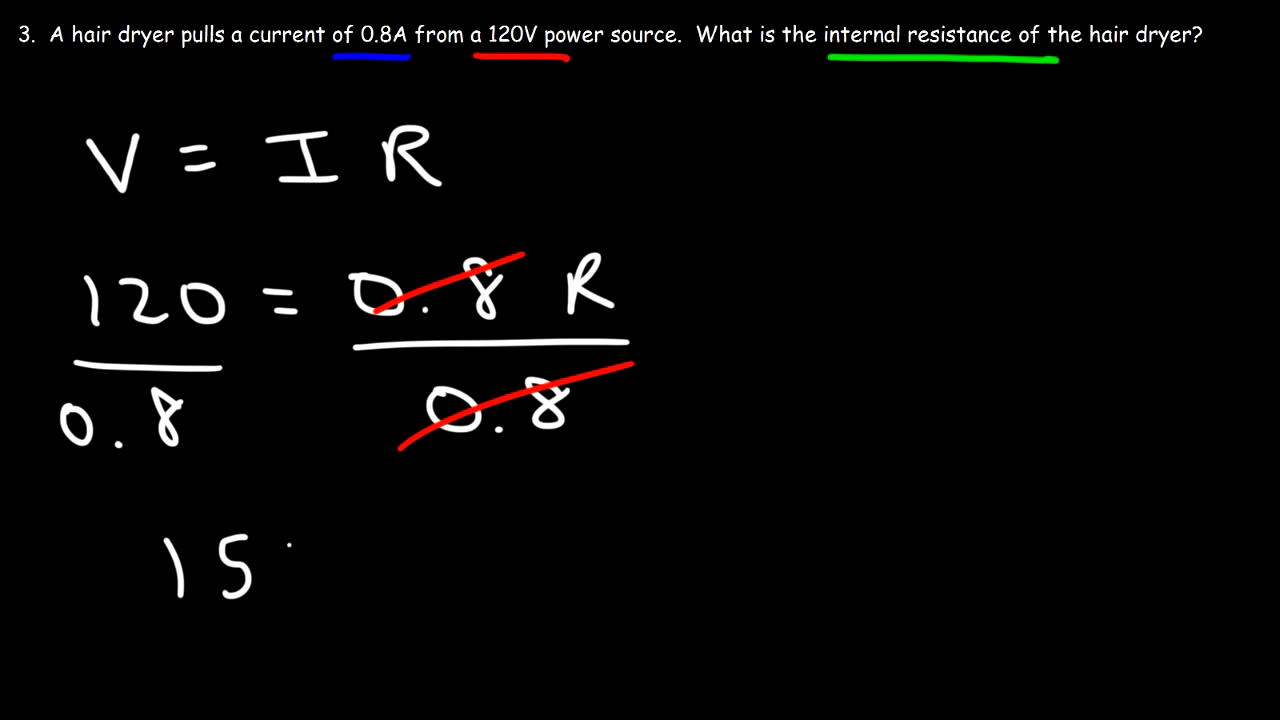 3. A hair dryer pulls a current of 0.8A from a 120V power source. What is the internal resistance of the hair dryer?
V = I R
120 = 0.8 R
0.8 0.8
15